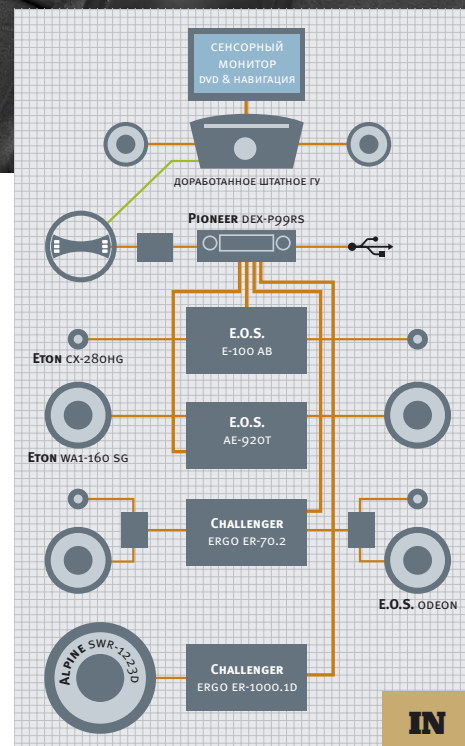 СЕНСОРНЫЙ
МОНИТОР
DVD & НАВИГАЦИЯ
ДОРАБОТАННОЕ ШТАТНОЕ ГУ
PIONEER DEX-P99RS
E.O.S.
E-100 AB
ETON CX-280HG
E.O.S.
AE-920T
ETON WA1-160 SG
CHALLENGER
ERGO ER-70.2
E.O.S. ODEON
ALPINE SWR-1223D
CHALLENGER
ERGO ER-1000.1D
IN